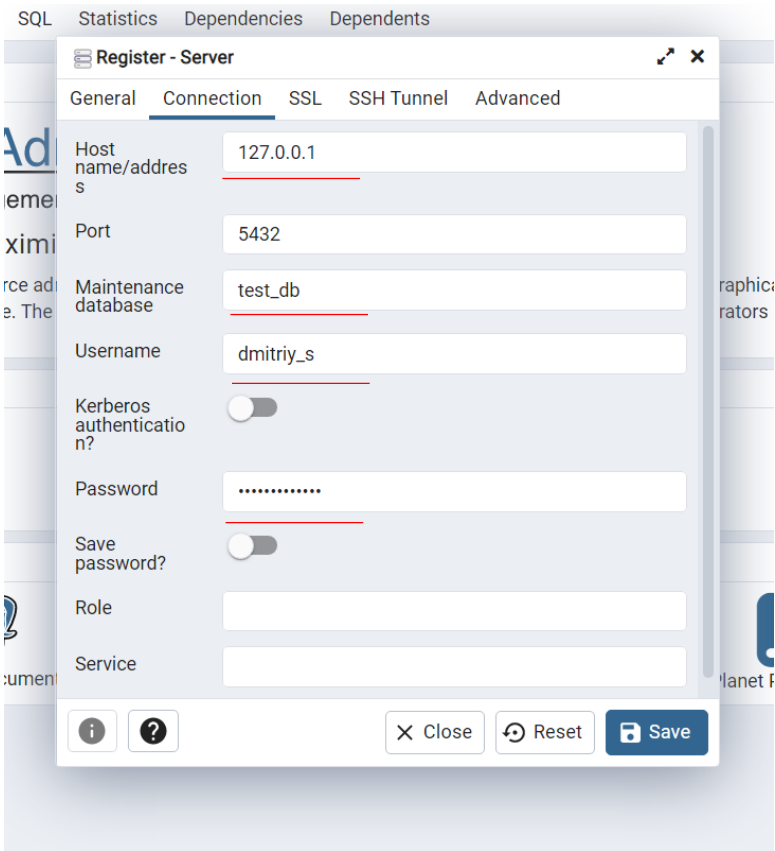 SQL Statistics Dependencies Dependents
Register - Server
General Connection SSL SSH Tunnel Advanced
Host
name/addres
s
127.0.0.1
Port
5432
Maintenance
database
test_db
Username
dmitriy_s
Kerberos
authenticatio
n?
Password
•••••••••••••
Save
password?
Role
Service
Close Reset Save